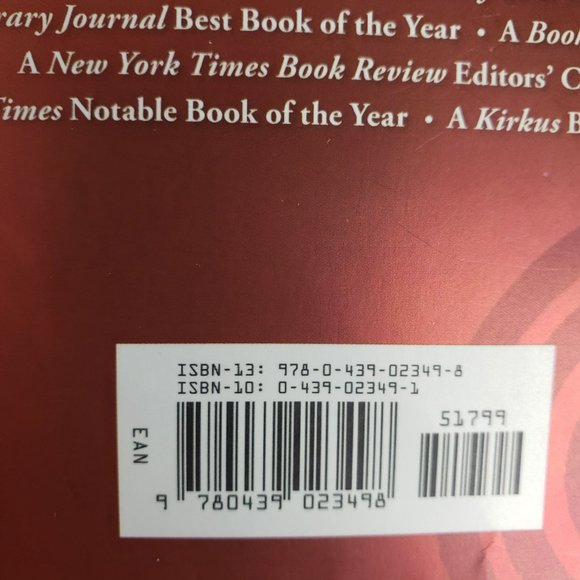 rary Journal Best Book of the Year • A Book
A New York Times Book Review Editors' C
Times Notable Book of the Year • A Kirkus B
ISBN-13: 978-0-439-02349-8
ISBN-10: 0-439-02349-1
51799
EAN
9 780439 023498